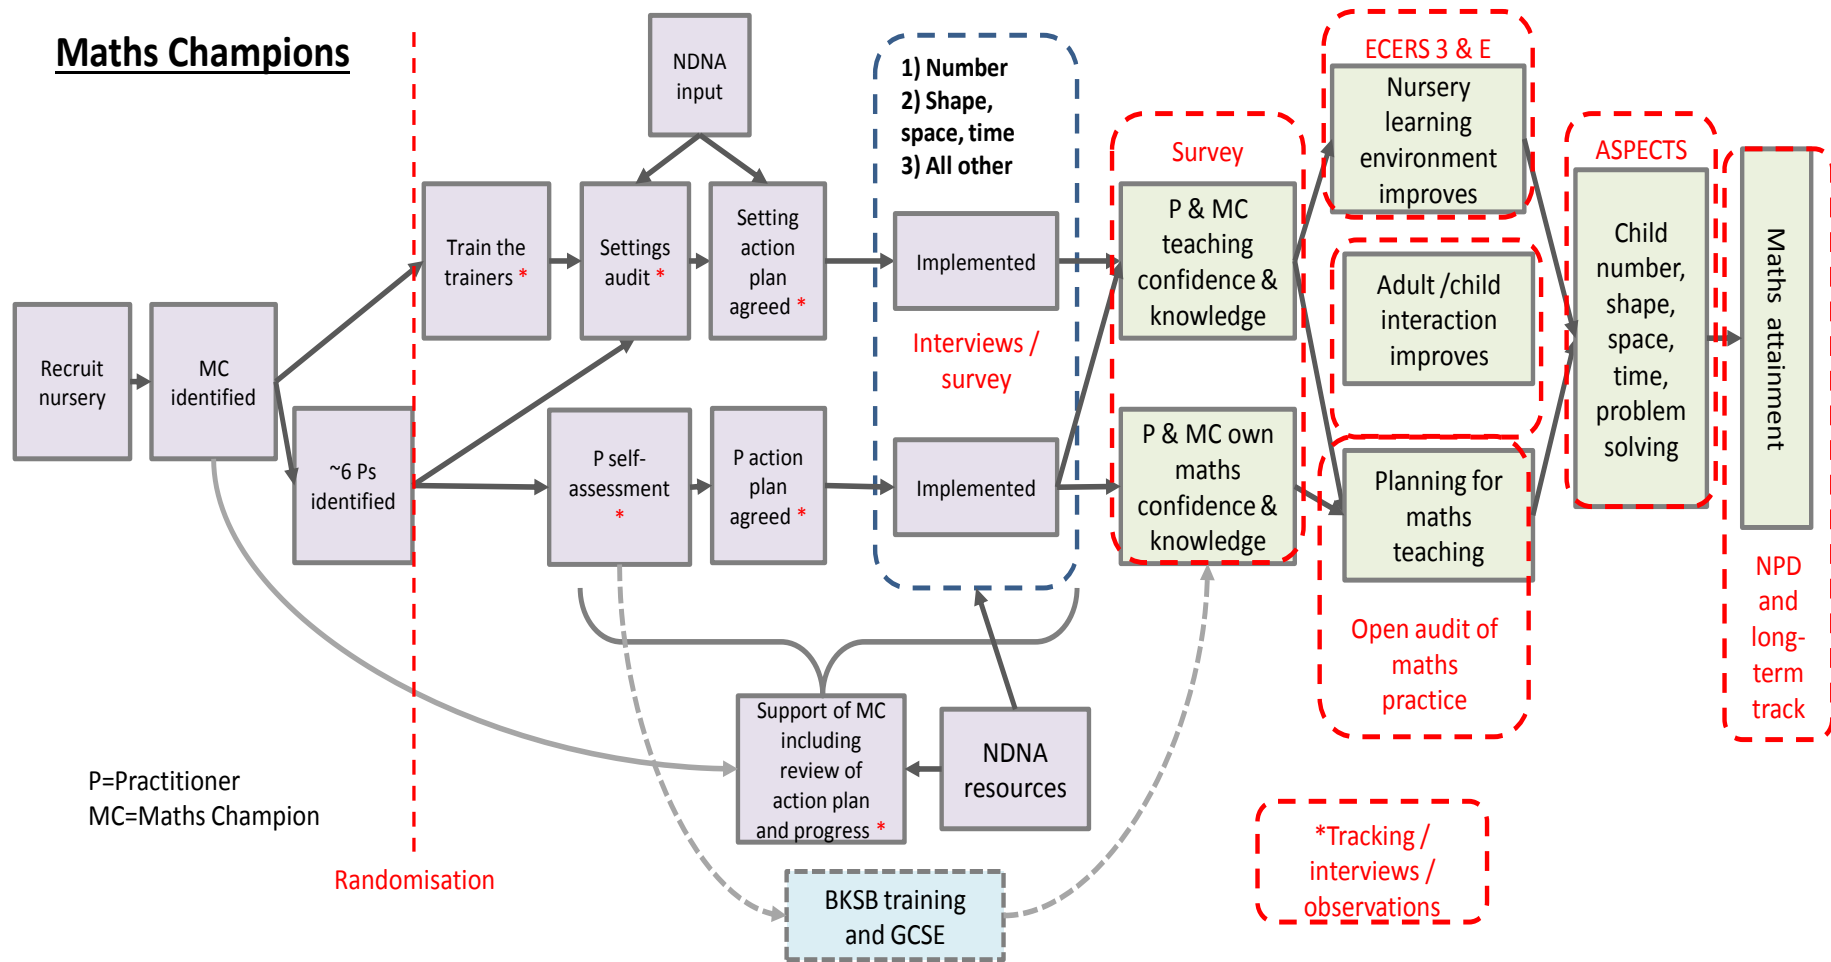 Maths Champions
Recruit
nursery
MC
identified
~6 Ps
identified
P=Practitioner
MC=Maths Champion
Randomisation
NDNA
input
Train the
trainers *
Settings
audit *
Setting
action
plan
agreed *
P self-
assessment
*
P action
plan
agreed *
1) Number
2) Shape,
space, time
3) All other
Implemented
Interviews /
survey
Implemented
Support of MC
including
review of
action plan
and progress *
NDNA
resources
BKSB training
and GCSE
Survey
P & MC
teaching
confidence &
knowledge
P & MC own
maths
confidence &
knowledge
ECERS 3 & E
Nursery
learning
environment
improves
Adult /child
interaction
improves
Planning for
maths
teaching
Open audit of
maths
practice
*Tracking /
interviews /
observations
ASPECTS
Child
number,
shape,
space,
time,
problem
solving
Maths attainment
NPD
and
long-
term
track